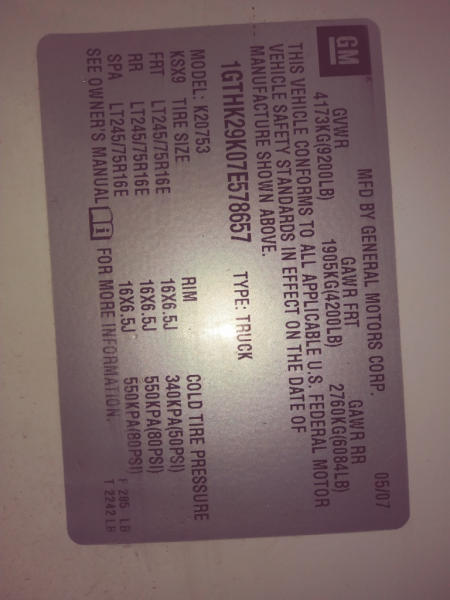 GM
MFD BY GENERAL MOTORS CORP. 05/07
GVWR GAWR FRT GAWR RR
4173KG(9200LB) 1905KG(4200LB) 2760KG(6084LB)
THIS VEHICLE CONFORMS TO ALL APPLICABLE U.S. FEDERAL MOTOR
VEHICLE SAFETY STANDARDS IN EFFECT ON THE DATE OF
MANUFACTURE SHOWN ABOVE.
1GTHK29K07E578657 TYPE: TRUCK
MODEL: K20753
KSX9 TIRE SIZE RIM COLD TIRE PRESSURE
FRT LT245/75R16E 16X6.5J 340KPA(50PSI)
RR LT245/75R16E 16X6.5J 550KPA(80PSI)
SPA LT245/75R16E 16X6.5J 550KPA(80PSI)
SEE OWNER'S MANUAL i FOR MORE INFORMATION.
F 285 LB
T 2242 LB